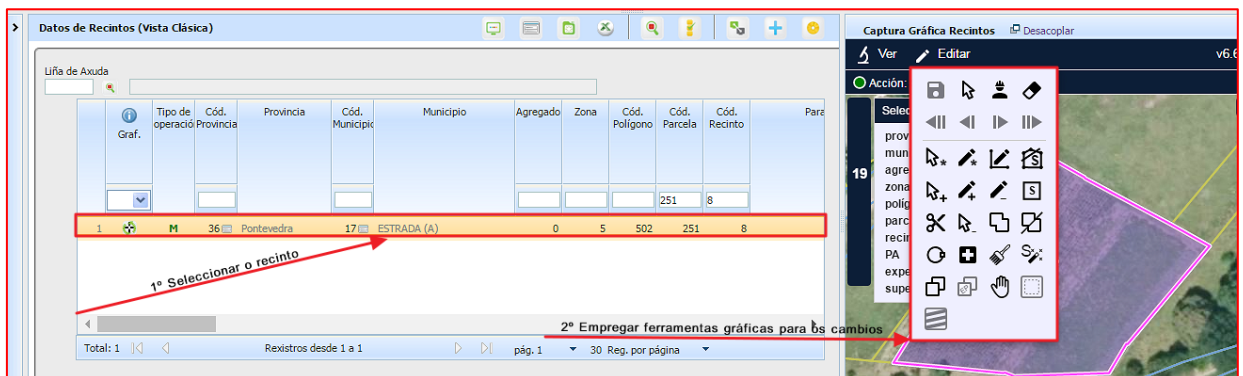 Datos de Recintos (Vista Clásica)
Liña de Axuda
Graf.
Tipo de operació
Cód. Provincia
Provincia
Cód. Municipio
Municipio
Agregado
Zona
Cód. Polígono
Cód. Parcela
Cód. Recinto
Para
251
8
1 M 36 Pontevedra 17 ESTRADA (A) 0 5 502 251 8
1º Seleccionar o recinto
2º Empregar ferramentas gráficas para os cambios
Total: 1 Rexistros desde 1 a 1 pág. 1 30 Reg. por página
Captura Gráfica Recintos Desacoplar
Ver Editar v6.6
Acción:
19
Selec
prov
mun
agre
zona
políg
parc
recin
PA
expe
supe